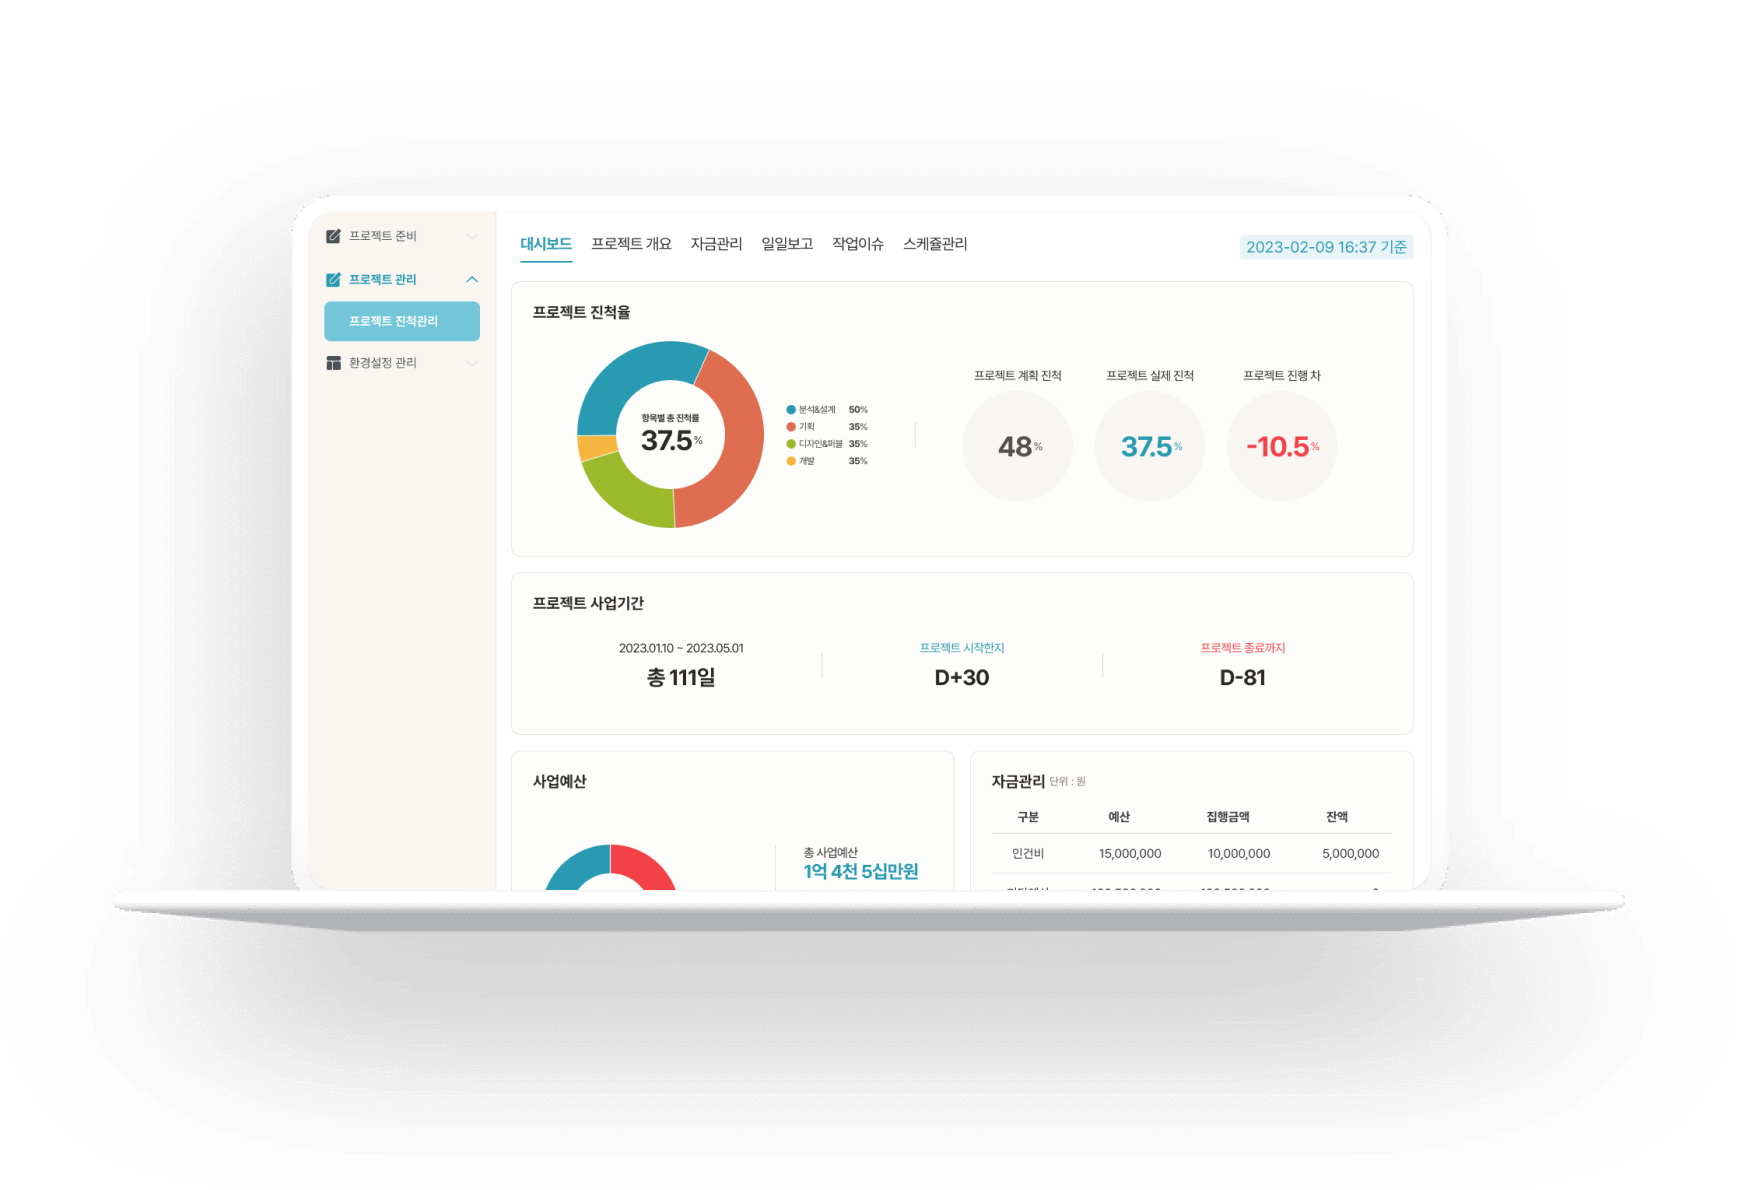 프로젝트 준비
프로젝트 관리
프로젝트 진척관리
환경설정 관리
대시보드 프로젝트 개요 자금관리 일일보고 작업이슈 스케쥴관리
2023-02-09 16:37 기준
프로젝트 진척율
항목별 총 진척률
37.5%
분석&설계 50%
기획 35%
디자인&퍼블 35%
개발 35%
프로젝트 계획 진척
48%
프로젝트 실제 진척
37.5%
프로젝트 진행 차
-10.5%
프로젝트 사업기간
2023.01.10 ~ 2023.05.01
총 111일
프로젝트 시작한지
D+30
프로젝트 종료까지
D-81
사업예산
총 사업예산
1억 4천 5십만원
자금관리 단위 : 원
구분 예산 집행금액 잔액
인건비 15,000,000 10,000,000 5,000,000